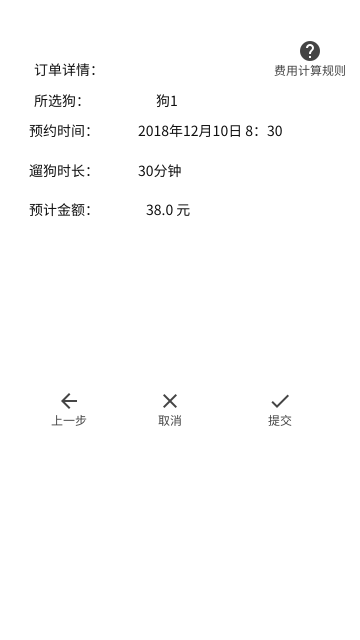 订单详情：
费用计算规则
所选狗： 狗1
预约时间： 2018年12月10日 8：30
遛狗时长： 30分钟
预计金额： 38.0 元
上一步 取消 提交